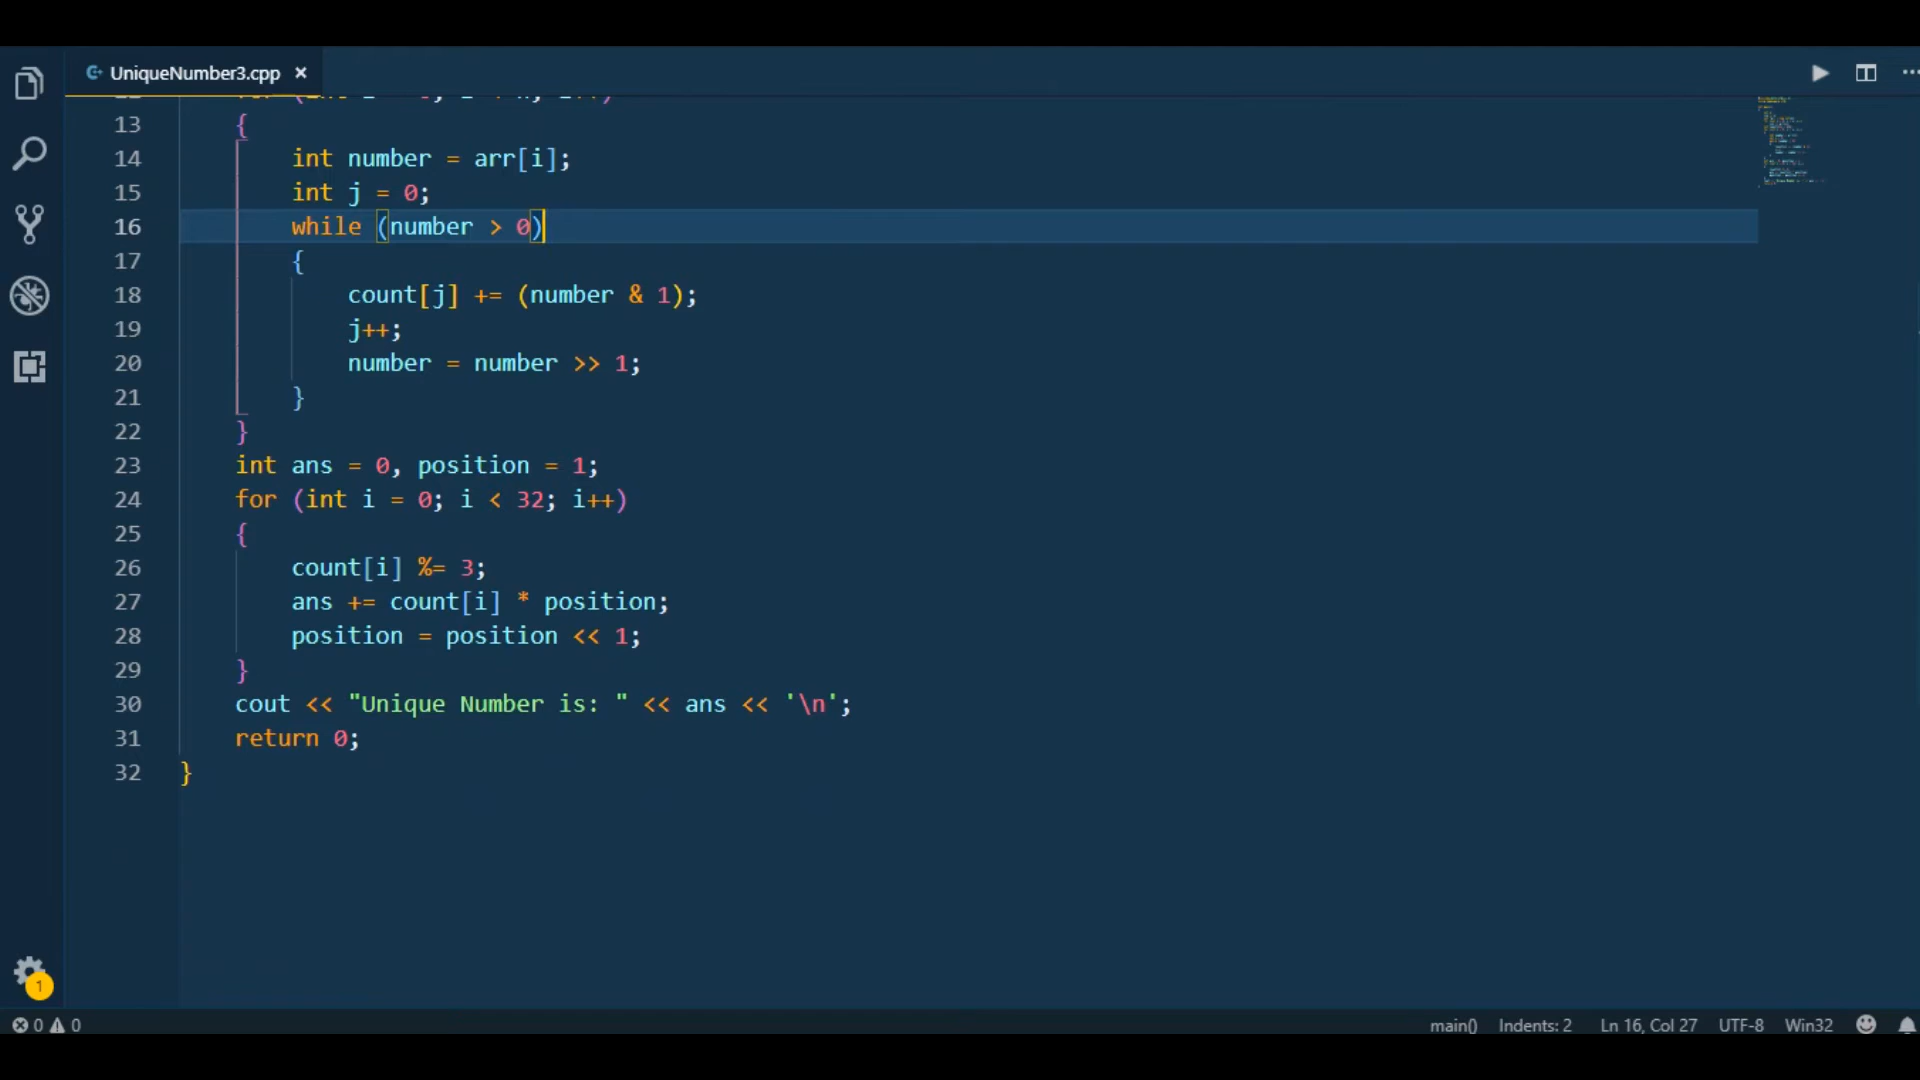 UniqueNumber3.cpp ×
13 {
14 int number = arr[i];
15 int j = 0;
16 while (number > 0)
17 {
18 count[j] += (number & 1);
19 j++;
20 number = number >> 1;
21 }
22 }
23 int ans = 0, position = 1;
24 for (int i = 0; i < 32; i++)
25 {
26 count[i] %= 3;
27 ans += count[i] * position;
28 position = position << 1;
29 }
30 cout << "Unique Number is: " << ans << '\n';
31 return 0;
32 }
1
0 0 main() Indents: 2 Ln 16, Col 27 UTF-8 Win32